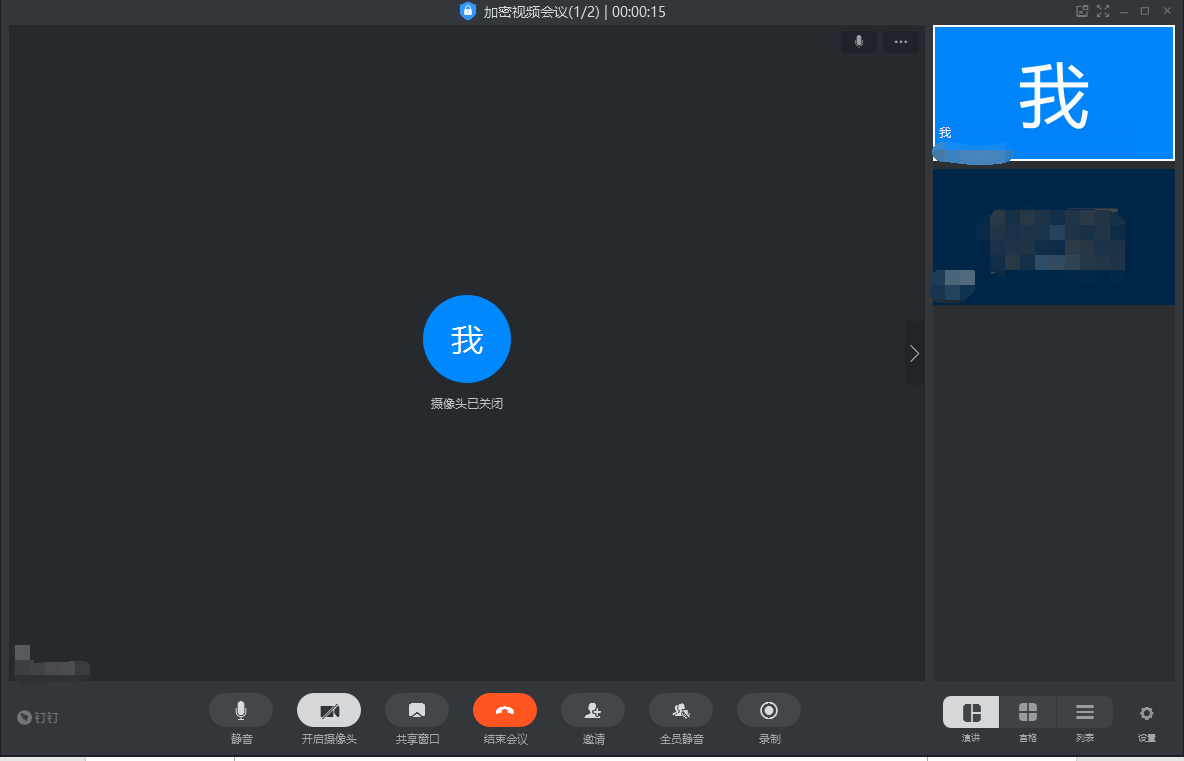 加密视频会议(1/2) | 00:00:15
我
我
我
摄像头已关闭
钉钉
静音
开启摄像头
共享窗口
结束会议
邀请
全员静音
录制
演讲
宫格
列表
设置